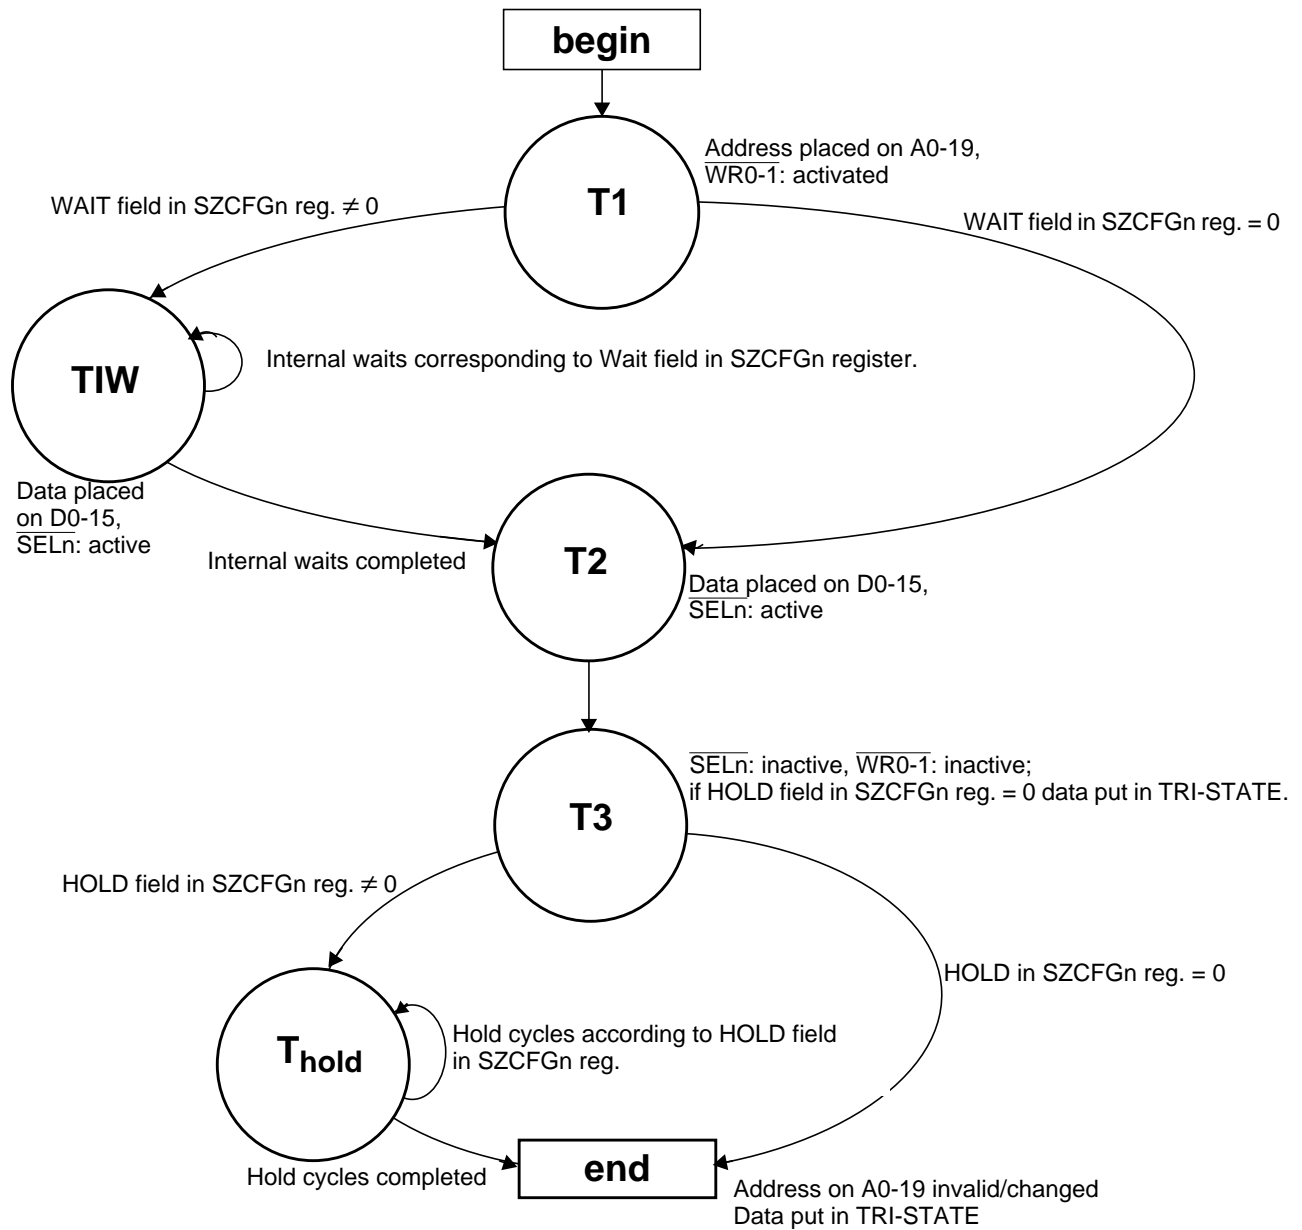 begin
T1
Address placed on A0-19,
WR0-1: activated
WAIT field in SZCFGn reg. ≠ 0
WAIT field in SZCFGn reg. = 0
TIW
Internal waits corresponding to Wait field in SZCFGn register.
Data placed
on D0-15,
SELn: active
Internal waits completed
T2
Data placed on D0-15,
SELn: active
T3
SELn: inactive, WR0-1: inactive;
if HOLD field in SZCFGn reg. = 0 data put in TRI-STATE.
HOLD field in SZCFGn reg. ≠ 0
HOLD in SZCFGn reg. = 0
Thold
Hold cycles according to HOLD field
in SZCFGn reg.
Hold cycles completed
end
Address on A0-19 invalid/changed
Data put in TRI-STATE